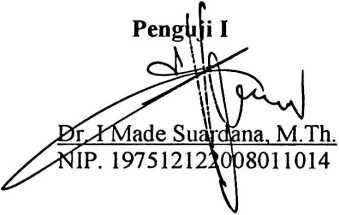 Penguji I
Dr. I Made Suardana, M.Th.
NIP. 197512122008011014